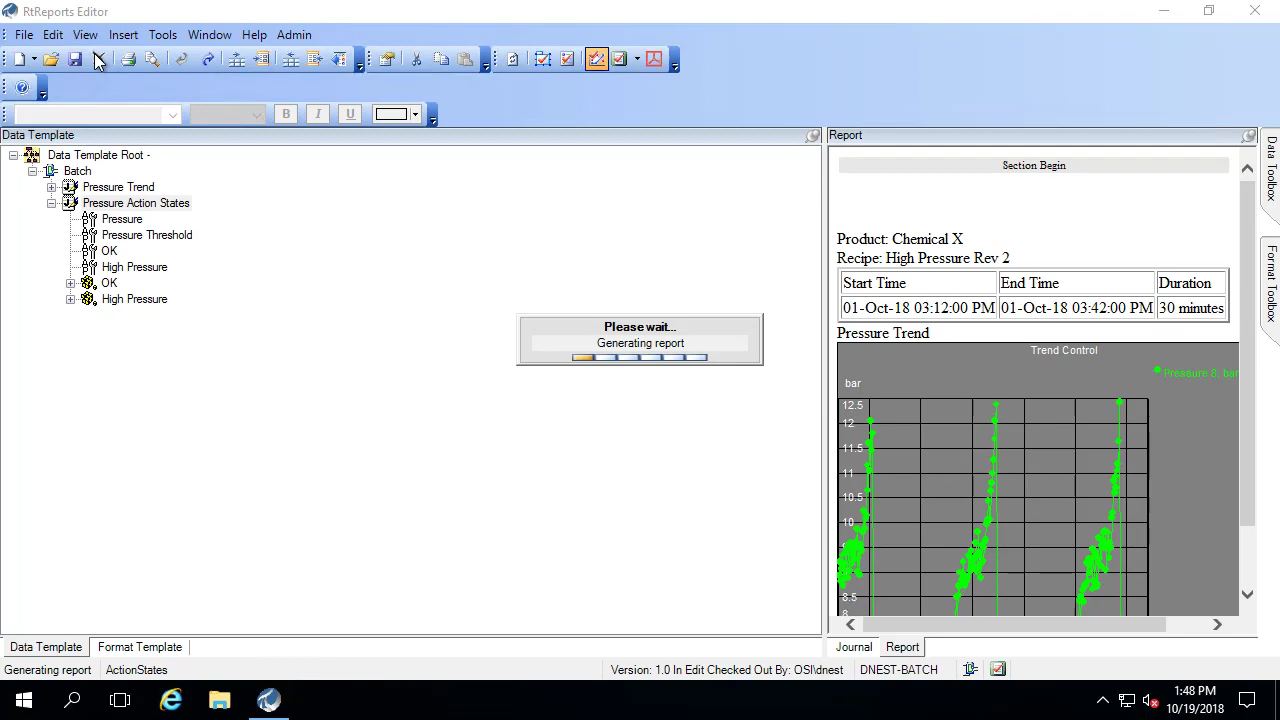 RtReports Editor
File Edit View Insert Tools Window Help Admin
B I U
Data Template
Data Template Root -
Batch
Pressure Trend
Pressure Action States
Pressure
Pressure Threshold
OK
High Pressure
OK
High Pressure
Please wait...
Generating report
Report
Section Begin
Product: Chemical X
Recipe: High Pressure Rev 2
Start Time End Time Duration
01-Oct-18 03:12:00 PM 01-Oct-18 03:42:00 PM 30 minutes
Pressure Trend
Trend Control
Pressure 8, bar
bar
12.5
12
11.5
11
10.5
10
8.5
8
Data Toolbox
Format Toolbox
Data Template Format Template
Journal Report
Generating report ActionStates Version: 1.0 In Edit Checked Out By: OSI\dnest DNEST-BATCH
1:48 PM
10/19/2018